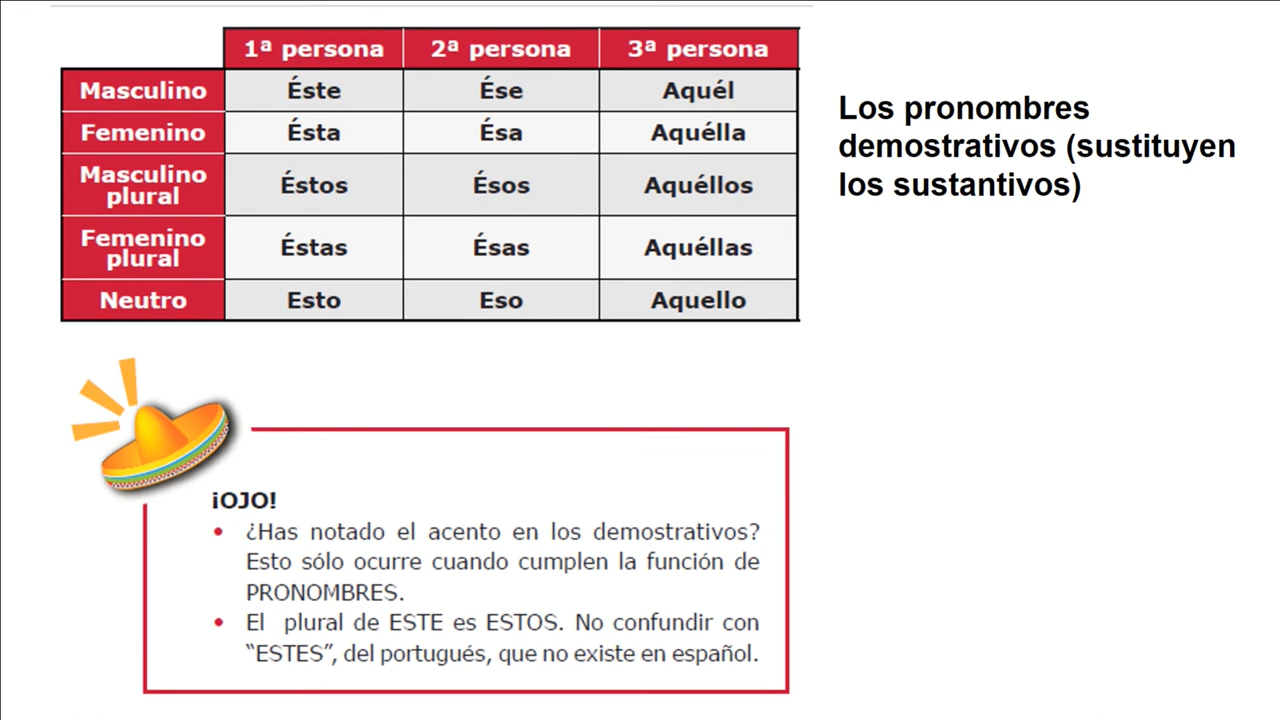 1ª persona 2ª persona 3ª persona
Masculino Éste Ése Aquél
Femenino Ésta Ésa Aquélla
Masculino
plural Éstos Ésos Aquéllos
Femenino
plural Éstas Ésas Aquéllas
Neutro Esto Eso Aquello
Los pronombres
demostrativos (sustituyen
los sustantivos)
¡OJO!
• ¿Has notado el acento en los demostrativos?
Esto sólo ocurre cuando cumplen la función de
PRONOMBRES.
• El plural de ESTE es ESTOS. No confundir con
“ESTES”, del portugués, que no existe en español.